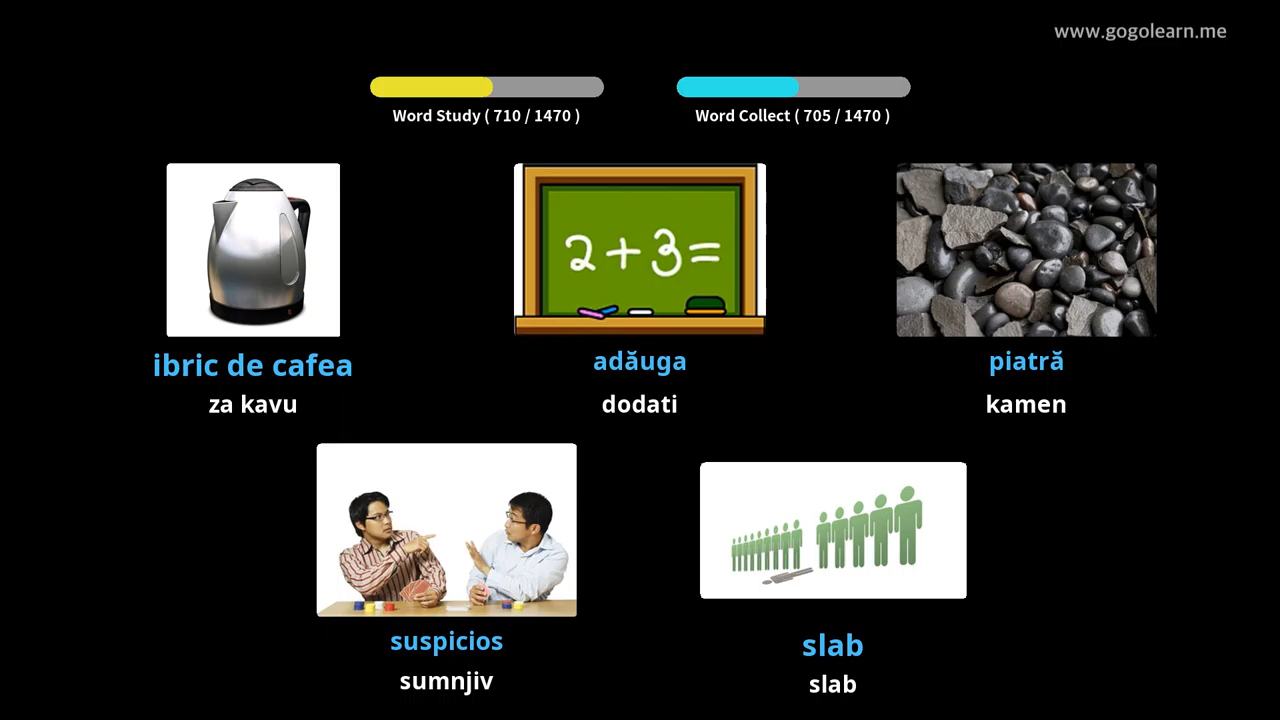 www.gogolearn.me
Word Study ( 710 / 1470 )
Word Collect ( 705 / 1470 )
2+3=
ibric de cafea
adăuga
piatră
za kavu
dodati
kamen
suspicios
slab
sumnjiv
slab